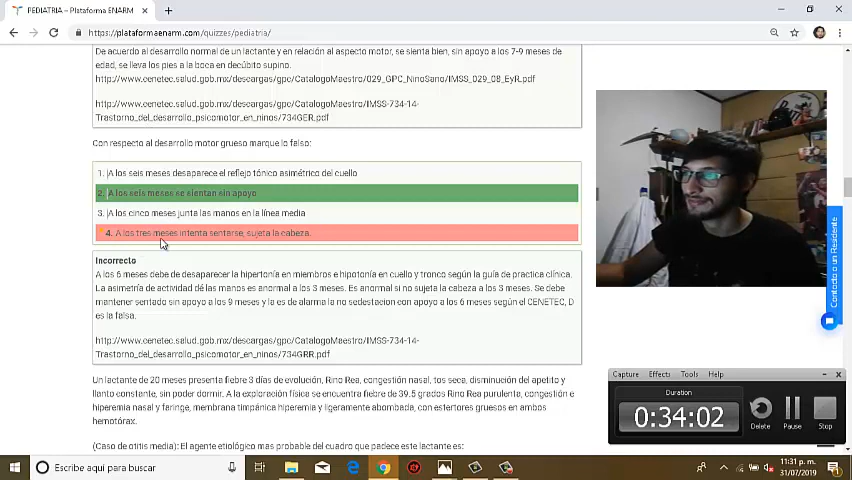 PEDIATRIA – Plataforma ENARM
https://plataformaenarm.com/quizzes/pediatria/
De acuerdo al desarrollo normal de un lactante y en relación al aspecto motor, se sienta bien, sin apoyo a los 7-9 meses de
edad, se lleva los pies a la boca en decúbito supino.
http://www.cenetec.salud.gob.mx/descargas/gpc/CatalogoMaestro/029_GPC_NinoSano/IMSS_029_08_EyR.pdf
http://www.cenetec.salud.gob.mx/descargas/gpc/CatalogoMaestro/IMSS-734-14-
Trastorno_del_desarrollo_psicomotor_en_ninos/734GER.pdf
Con respecto al desarrollo motor grueso marque lo falso:
1. A los seis meses desaparece el reflejo tónico asimétrica del cuello
2. A los seis meses se sientan sin apoyo
3. A los cinco meses junta las manos en la línea media
4. A los tres meses intenta sentarse, sujeta la cabeza.
Incorrecto
A los 6 meses debe de desaparecer la hipertonía en miembros e hipotonía en cuello y tronco según la guía de practica clínica.
La asimetría de actividad dé las manos es anormal a los 3 meses. Es anormal si no sujeta la cabeza a los 3 meses. Se debe
mantener sentado sin apoyo a los 9 meses y la es de alarma la no sedestacion con apoyo a los 6 meses según el CENETEC, D
es la falsa.
http://www.cenetec.salud.gob.mx/descargas/gpc/CatalogoMaestro/IMSS-734-14-
Trastorno_del_desarrollo_psicomotor_en_ninos/734GRR.pdf
Un lactante de 20 meses presenta fiebre 3 días de evolución, Rino Rea, congestión nasal, tos seca, disminución del apetito y
llanto constante, sin poder dormir. A la exploración física se encuentra fiebre de 39.5 grados Rino Rea purulenta, congestión e
hiperemia nasal y faringe, membrana timpánica hiperemia y ligeramente abombada, con estertores gruesos en ambos
hemotórax.
(Caso de otitis media): El agente etiológico mas probable del cuadro que padece este lactante es:
Contacto o un Docente
Capture Effects Tools Help
Duration
0:34:02
Delete Pause Stop
Escribe aquí para buscar
11:31 p. m.
31/07/2019